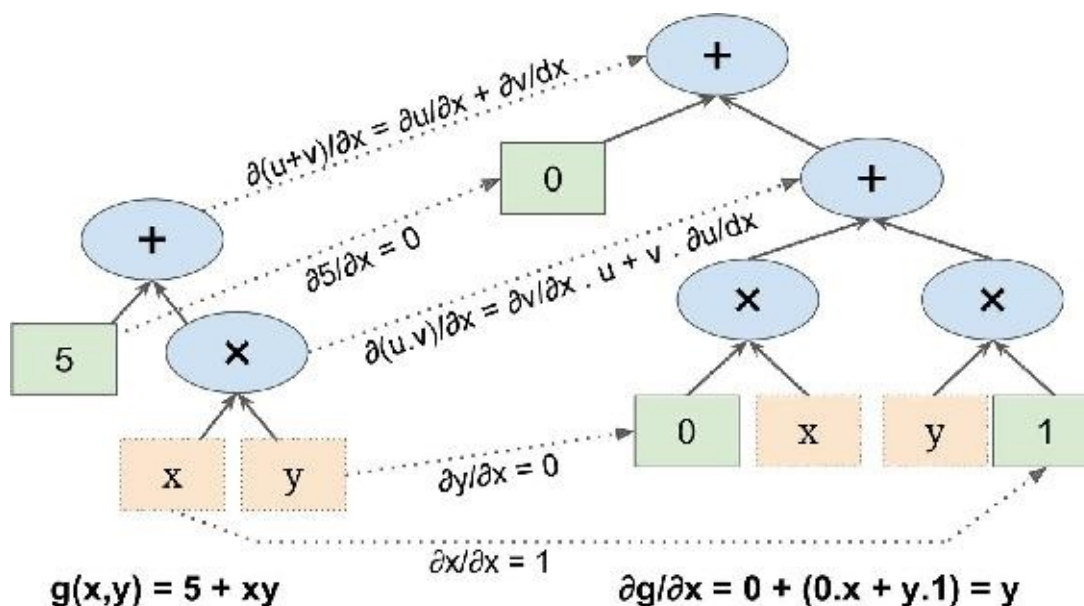 +
∂(u+v)/∂x = ∂u/∂x + ∂v/dx
0
+
+
∂5/∂x = 0
∂(u.v)/∂x = ∂v/∂x . u + v . ∂u/dx
×
×
5
×
0
x
y
1
x
y
∂y/∂x = 0
∂x/∂x = 1
g(x,y) = 5 + xy
∂g/∂x = 0 + (0.x + y.1) = y